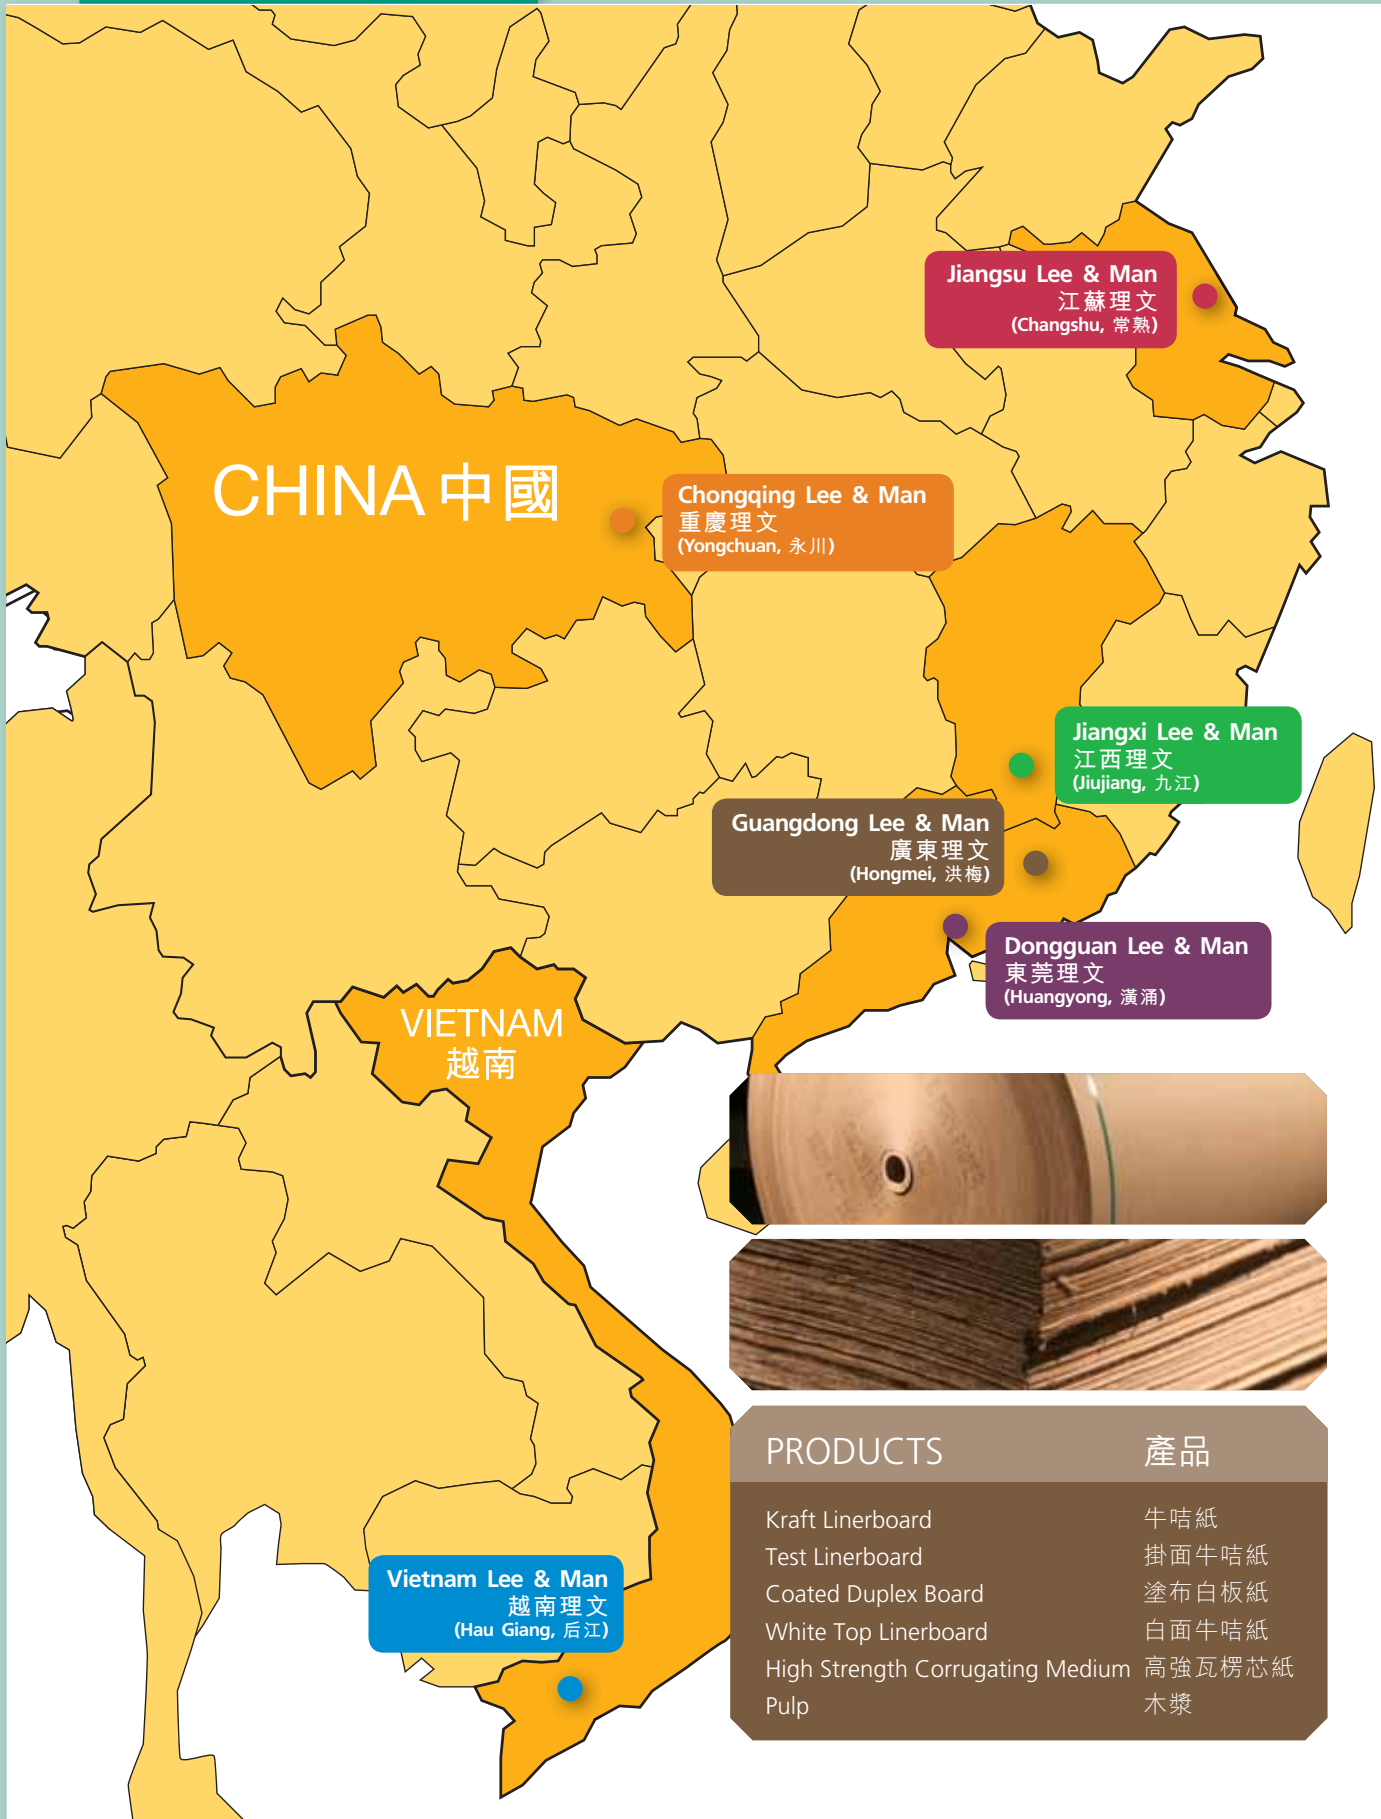 Jiangsu Lee & Man
江蘇理文
(Changshu, 常熟)
CHINA 中國
Chongqing Lee & Man
重慶理文
(Yongchuan, 永川)
Jiangxi Lee & Man
江西理文
(Jiujiang, 九江)
Guangdong Lee & Man
廣東理文
(Hongmei, 洪梅)
Dongguan Lee & Man
東莞理文
(Huangyong, 潢涌)
VIETNAM
越南
PRODUCTS 產品
Kraft Linerboard 牛咭紙
Test Linerboard 掛面牛咭紙
Coated Duplex Board 塗布白板紙
White Top Linerboard 白面牛咭紙
High Strength Corrugating Medium 高強瓦楞芯紙
Pulp 木漿
Vietnam Lee & Man
越南理文
(Hau Giang, 后江)